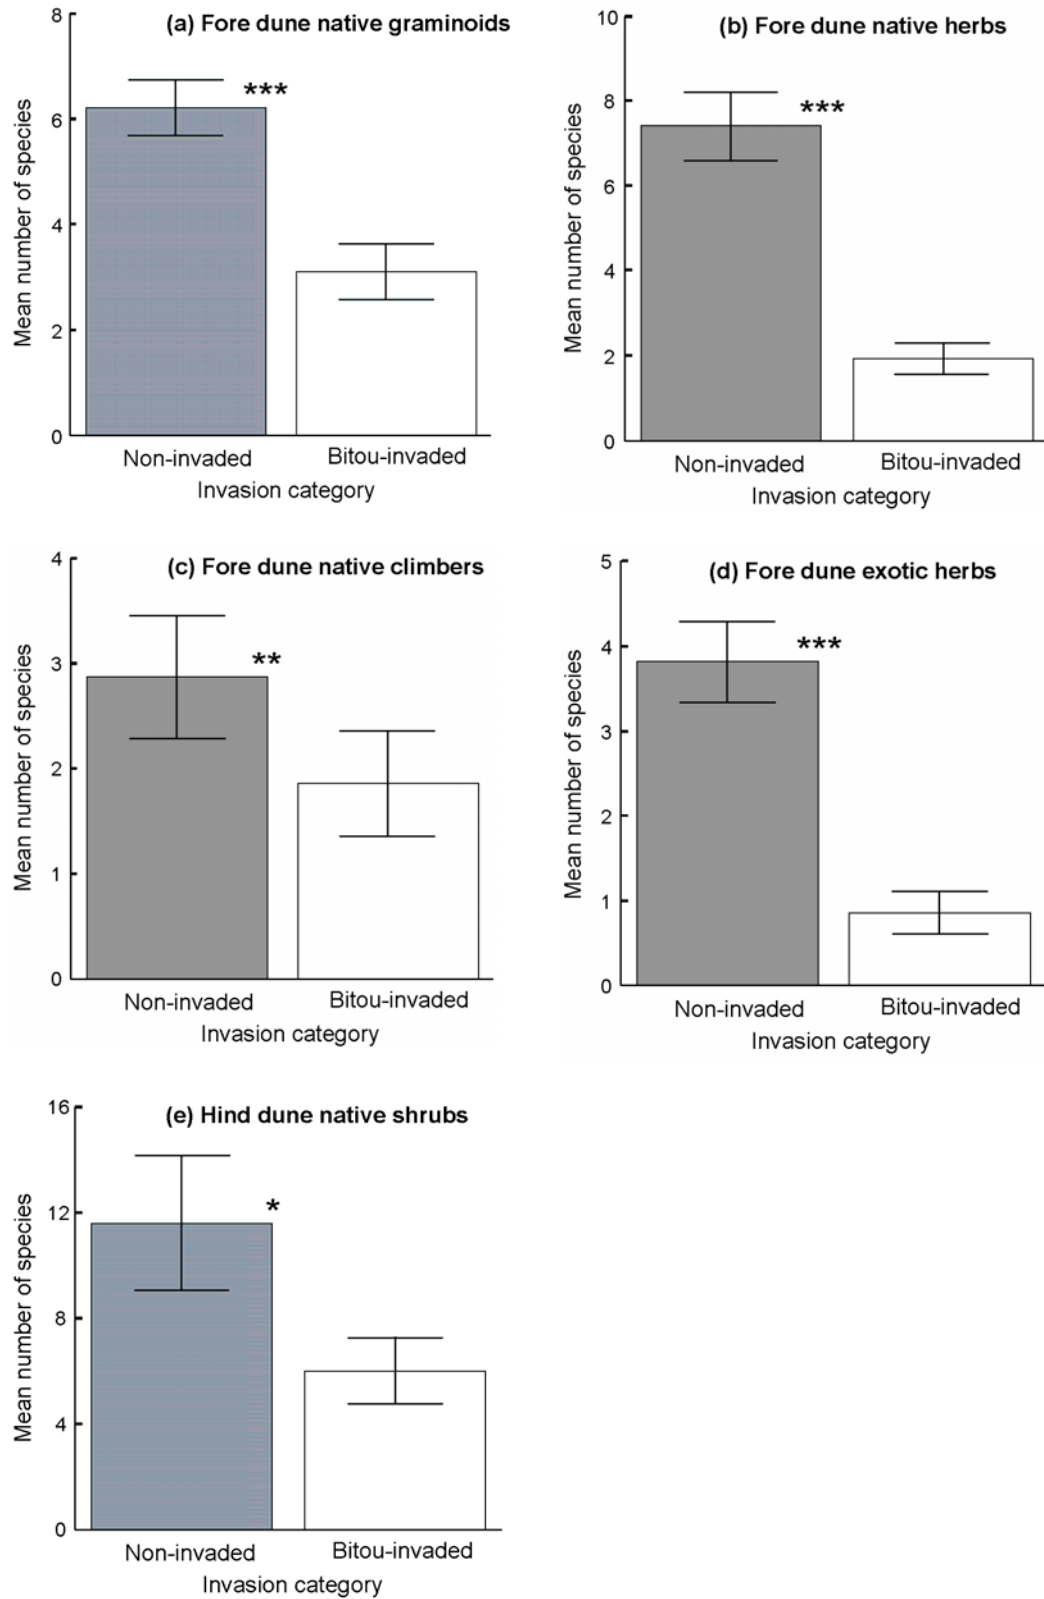 (a) Fore dune native graminoids
Mean number of species
8
6
4
2
0
***
Non-invaded Bitou-invaded
Invasion category
(b) Fore dune native herbs
Mean number of species
10
8
6
4
2
0
***
Non-invaded Bitou-invaded
Invasion category
(c) Fore dune native climbers
Mean number of species
4
3
2
1
0
**
Non-invaded Bitou-invaded
Invasion category
(d) Fore dune exotic herbs
Mean number of species
5
4
3
2
1
0
***
Non-invaded Bitou-invaded
Invasion category
(e) Hind dune native shrubs
Mean number of species
16
12
8
4
0
*
Non-invaded Bitou-invaded
Invasion category